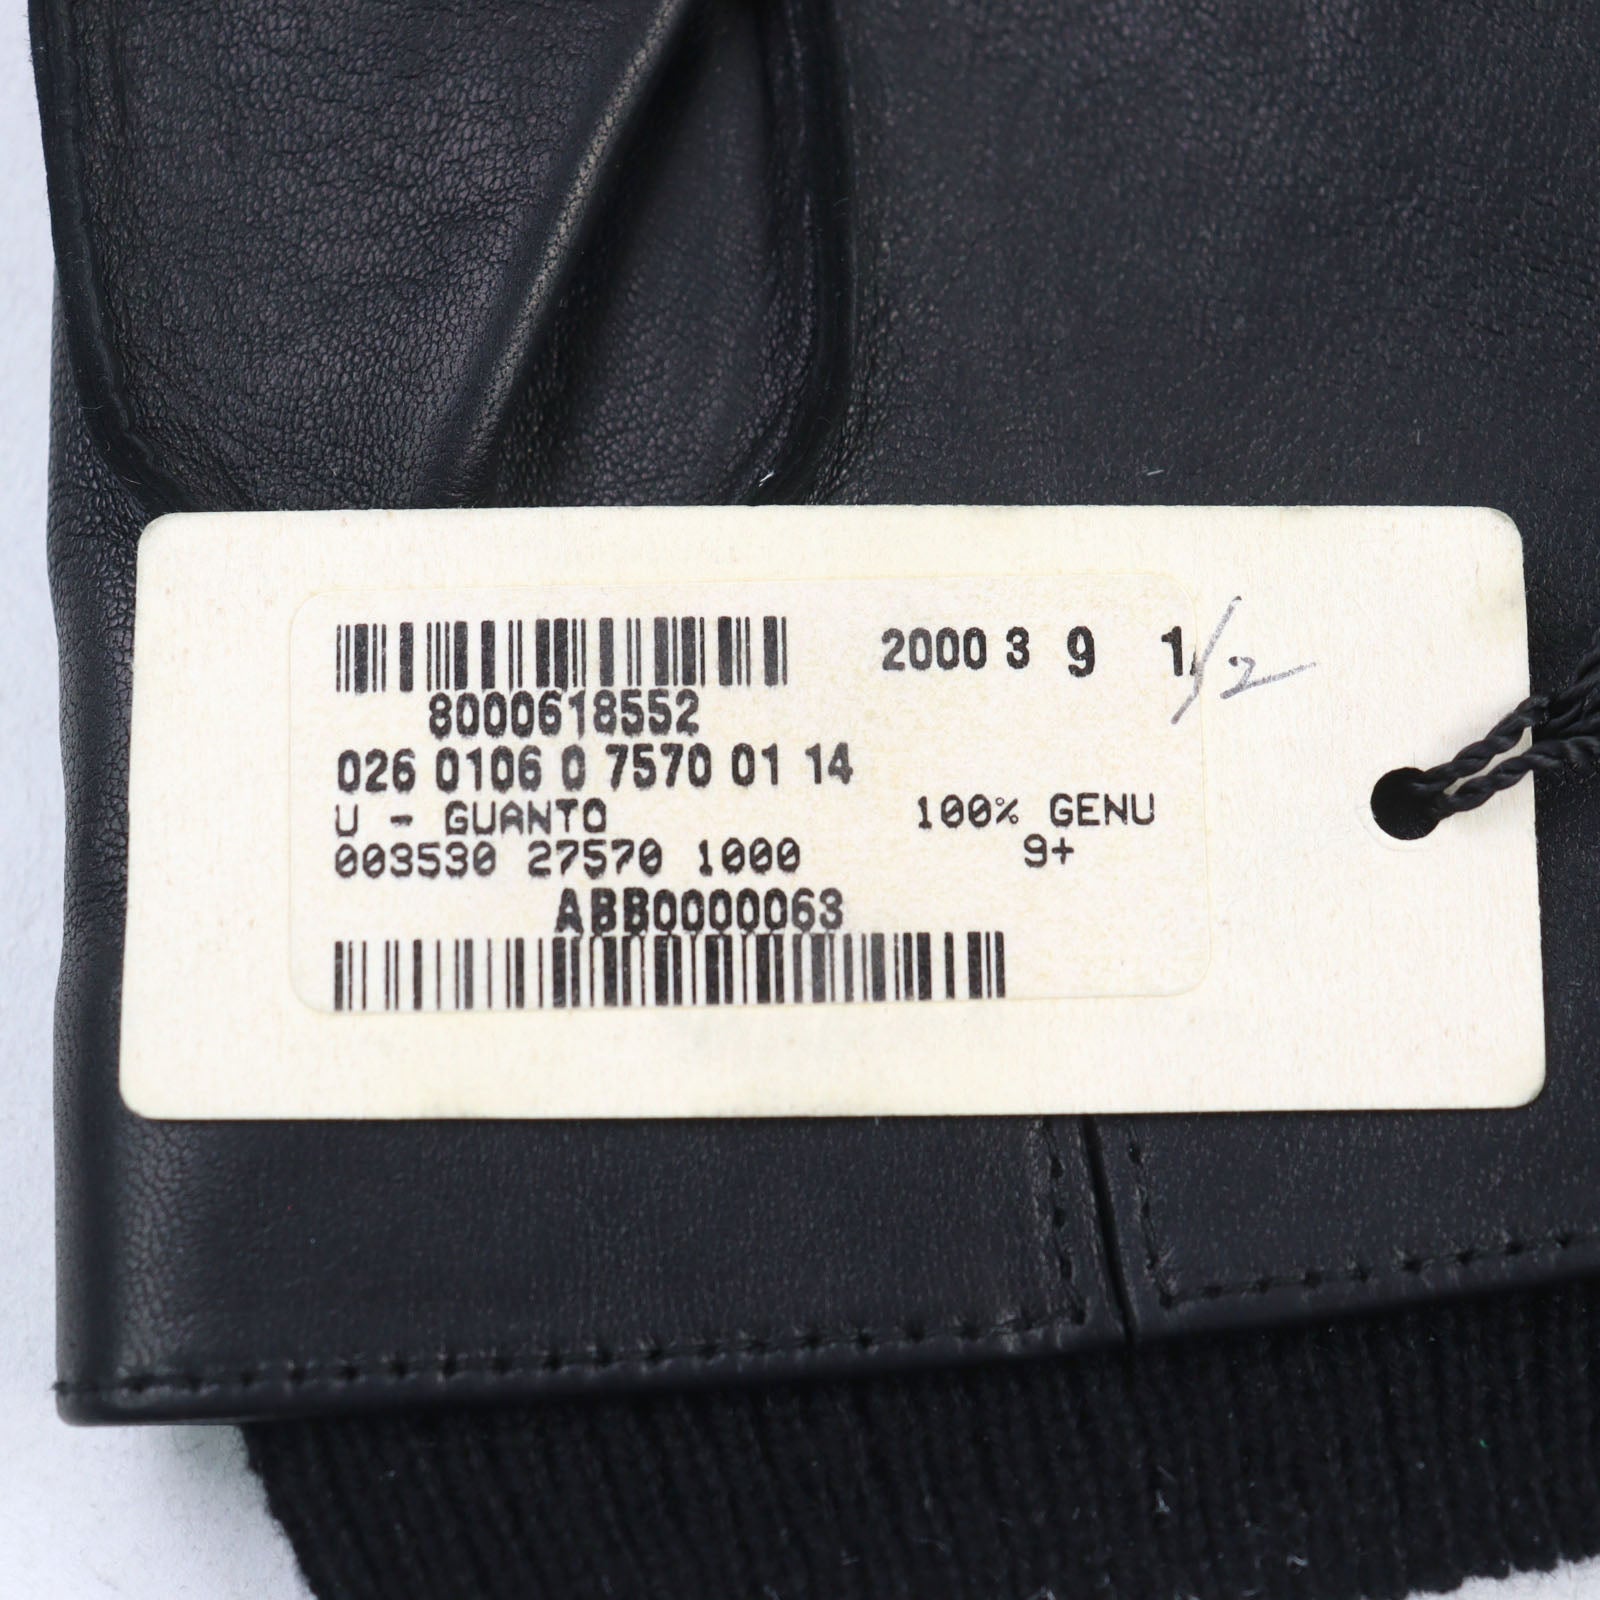 2000 3 9 1/2
8000618552
026 0106 0 7570 01 14
U - GUANTO 100% GENU
003530 27570 1000 9+
ABB0000063